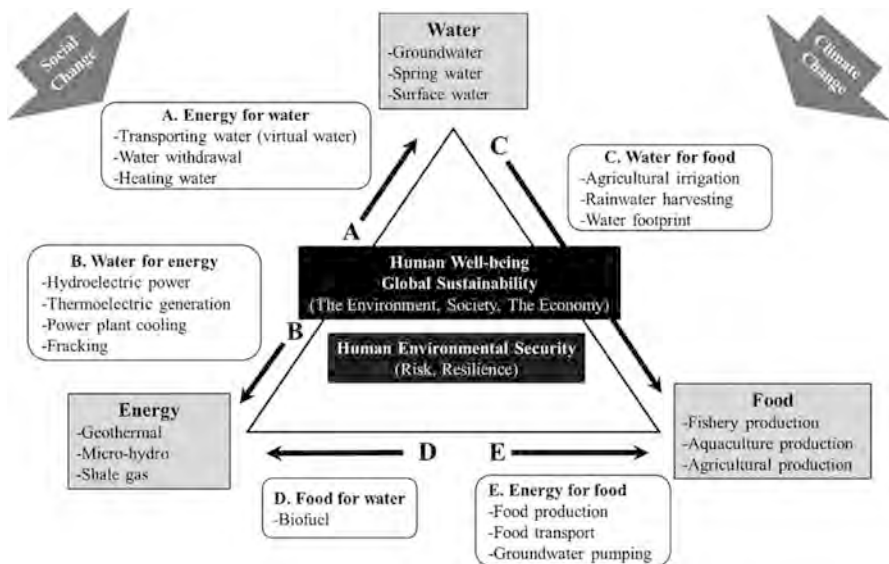 Social
Change
Water
-Groundwater
-Spring water
-Surface water
Climate
Change
A. Energy for water
-Transporting water (virtual water)
-Water withdrawal
-Heating water
C
C. Water for food
-Agricultural irrigation
-Rainwater harvesting
-Water footprint
A
B. Water for energy
-Hydroelectric power
-Thermoelectric generation
-Power plant cooling
-Fracking
Human Well-being
Global Sustainability
(The Environment, Society, The Economy)
B
Human Environmental Security
(Risk, Resilience)
Energy
-Geothermal
-Micro-hydro
-Shale gas
Food
-Fishery production
-Aquaculture production
-Agricultural production
D
E
D. Food for water
-Biofuel
E. Energy for food
-Food production
-Food transport
-Groundwater pumping